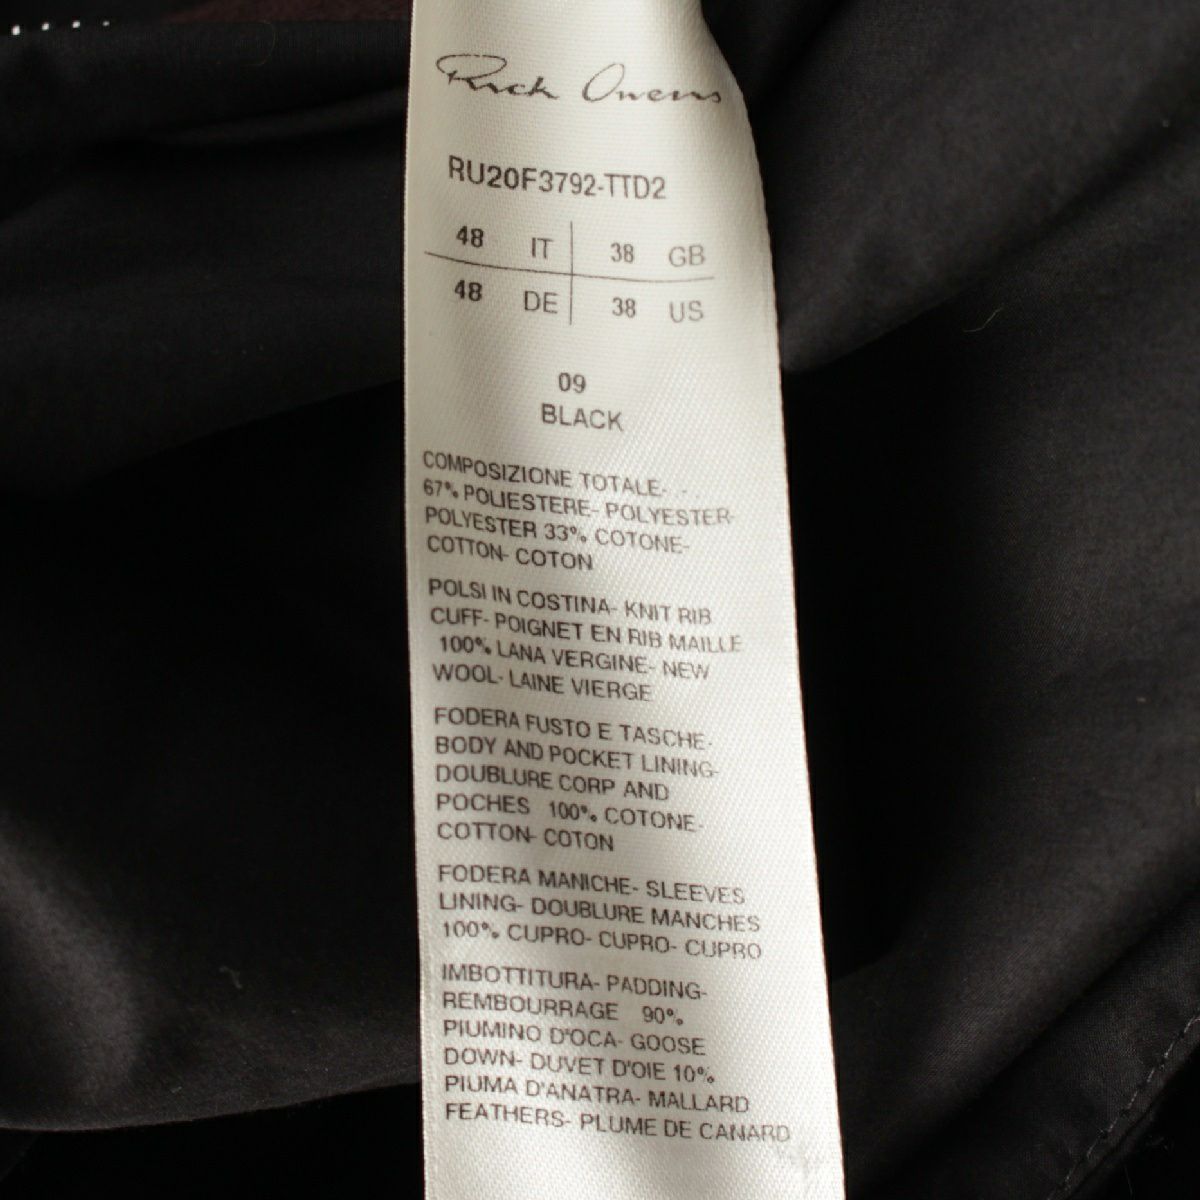 Rick Owens
RU20F3792-TTD2
48 IT 38 GB
48 DE 38 US
09
BLACK
COMPOSIZIONE TOTALE-
67% POLIESTERE- POLYESTER-
POLYESTER 33% COTONE-
COTTON- COTON
POLSI IN COSTINA- KNIT RIB
CUFF- POIGNET EN RIB MAILLE
100% LANA VERGINE- NEW
WOOL- LAINE VIERGE
FODERA FUSTO E TASCHE-
BODY AND POCKET LINING-
DOUBLURE CORP AND
POCHES 100% COTONE-
COTTON- COTON
FODERA MANICHE- SLEEVES
LINING- DOUBLURE MANCHES
100% CUPRO- CUPRO- CUPRO
IMBOTTITURA- PADDING-
REMBOURRAGE 90%
PIUMINO D'OCA- GOOSE
DOWN- DUVET D'OIE 10%
PIUMA D'ANATRA- MALLARD
FEATHERS- PLUME DE CANARD